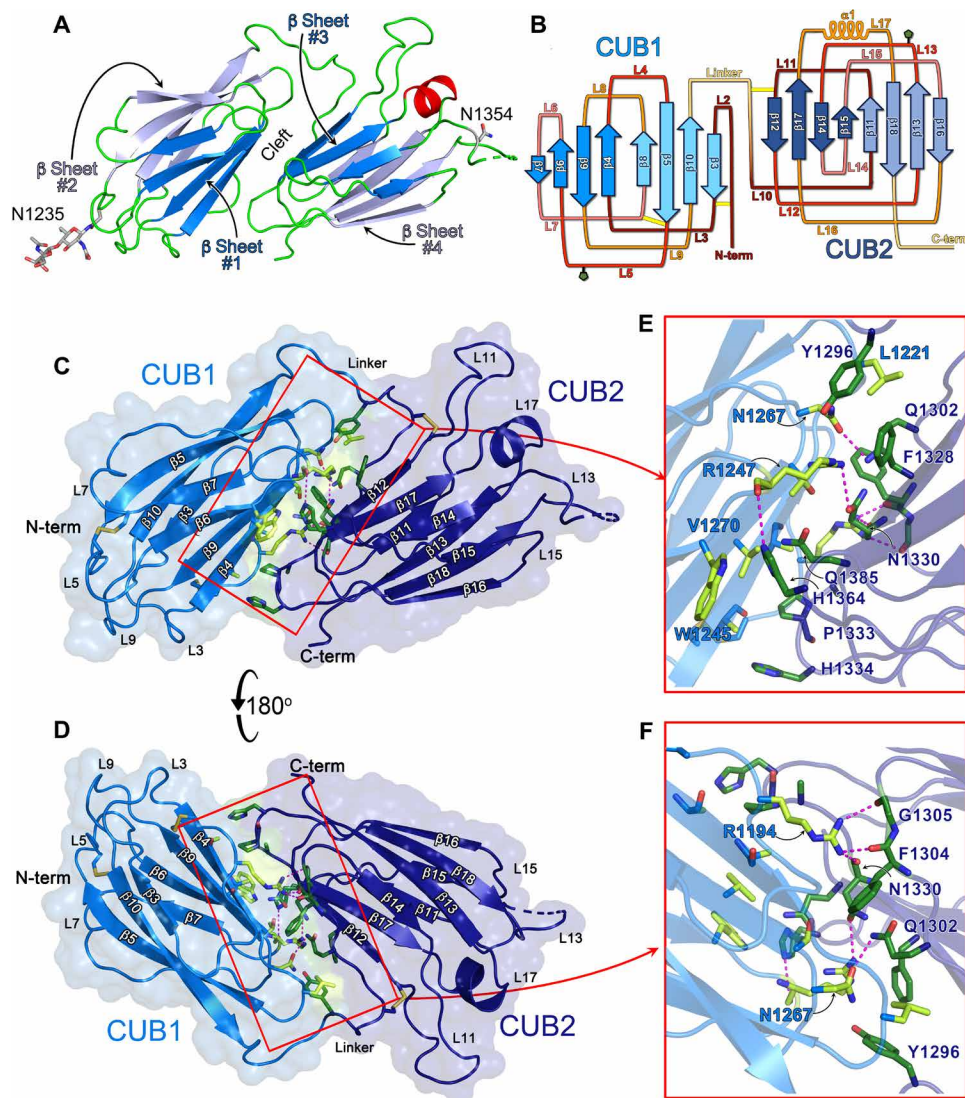 A
β Sheet
#2
β Sheet
#3
Cleft
N1354
N1235
β Sheet
#1
β Sheet
#4
B
CUB1
L6
L8
L4
Linker
L2
L11
α1
L17
L15
L13
β7
β6
β9
β4
β8
β5
β10
β3
β12
β17
β14
β15
β11
β18
β13
β16
L7
L5
L9
L3
N-term
L10
L12
L14
L16
C-term
CUB2
C
CUB1
Linker
CUB2
L11
L17
L13
L15
L7
N-term
L5
L9
L3
C-term
β5
β7
β10
β3
β6
β9
β4
β12
β17
β11
β14
β13
β15
β18
β16
180°
D
L9
L3
C-term
L5
N-term
L7
β4
β9
β6
β3
β10
β7
β5
β16
β15
β18
β14
β11
β13
β17
β12
L15
L13
L17
L11
Linker
CUB1
CUB2
E
Y1296
L1221
N1267
Q1302
F1328
R1247
V1270
N1330
Q1385
H1364
W1245
P1333
H1334
F
R1194
G1305
F1304
N1330
Q1302
N1267
Y1296